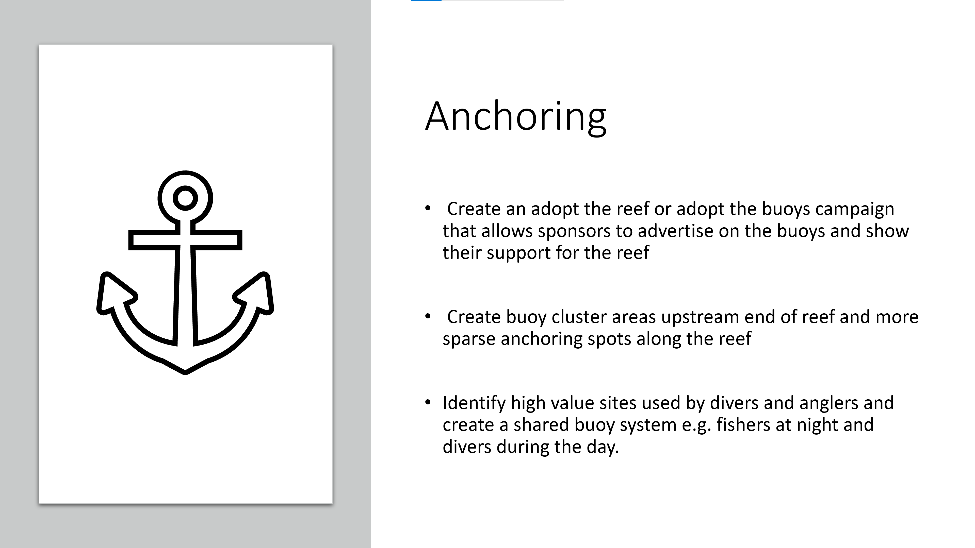 Anchoring
• Create an adopt the reef or adopt the buoys campaign
that allows sponsors to advertise on the buoys and show
their support for the reef
• Create buoy cluster areas upstream end of reef and more
sparse anchoring spots along the reef
• Identify high value sites used by divers and anglers and
create a shared buoy system e.g. fishers at night and
divers during the day.